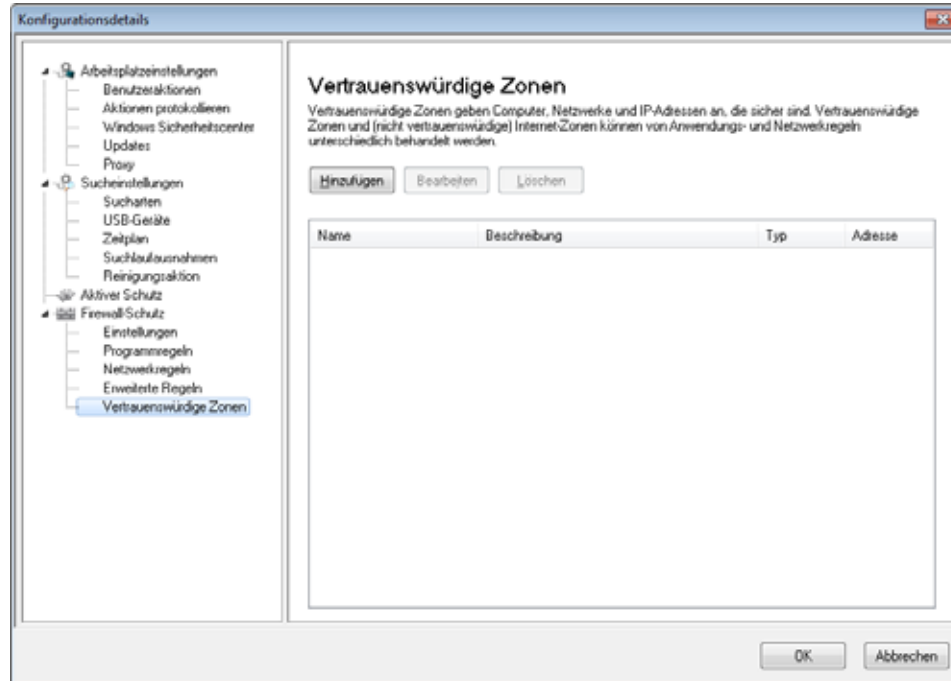 Konfigurationsdetails
Arbeitsplatzeinstellungen
Benutzeraktionen
Aktionen protokollieren
Windows Sicherheitscenter
Updates
Proxy
Sucheinstellungen
Sucharten
USB-Geräte
Zeitplan
Suchlaufausnahmen
Reinigungsaktion
Aktiver Schutz
Firewall-Schutz
Einstellungen
Programmregeln
Netzwerkregeln
Erweiterte Regeln
Vertrauenswürdige Zonen
Vertrauenswürdige Zonen
Vertrauenswürdige Zonen geben Computer, Netzwerke und IP-Adressen an, die sicher sind. Vertrauenswürdige
Zonen und (nicht vertrauenswürdige) Internet-Zonen können von Anwendungs- und Netzwerkregeln
unterschiedlich behandelt werden.
Hinzufügen Bearbeiten Löschen
Name Beschreibung Typ Adresse
OK Abbrechen